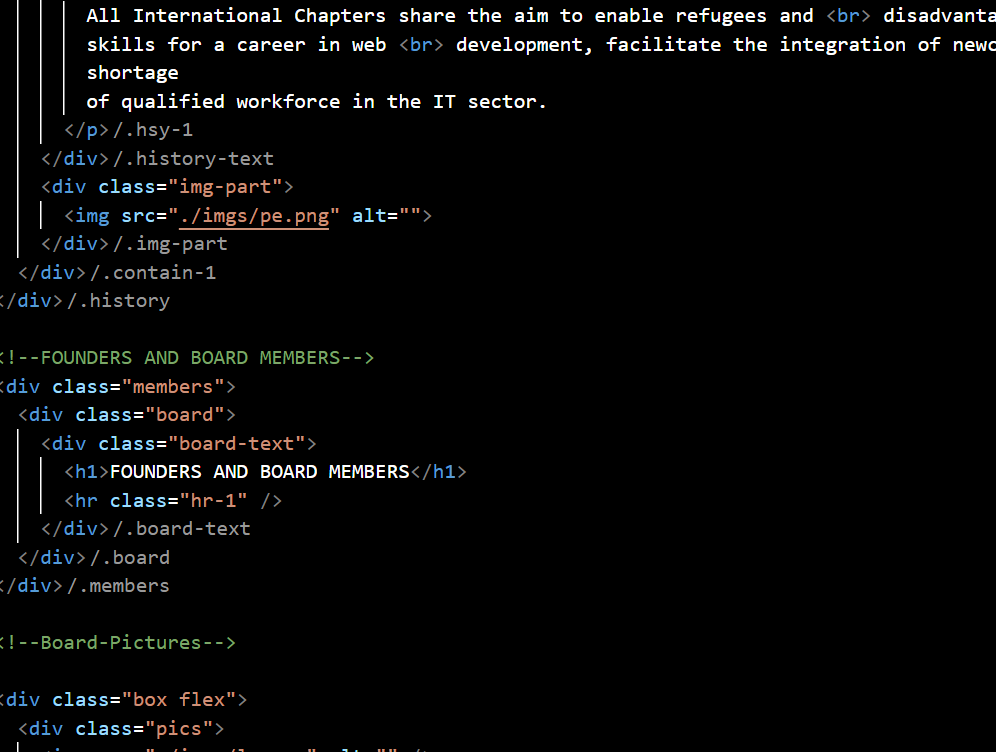 All International Chapters share the aim to enable refugees and <br>
skills for a career in web <br> development, facilitate the integration of
shortage
of qualified workforce in the IT sector.
</p>/.hsy-1
</div>/.history-text
<div class="img-part">
<img src="./imgs/pe.png" alt="">
</div>/.img-part
</div>/.contain-1
</div>/.history
<!--FOUNDERS AND BOARD MEMBERS-->
<div class="members">
<div class="board">
<div class="board-text">
<h1>FOUNDERS AND BOARD MEMBERS</h1>
<hr class="hr-1" />
</div>/.board-text
</div>/.board
</div>/.members
<!--Board-Pictures-->
<div class="box flex">
<div class="pics">